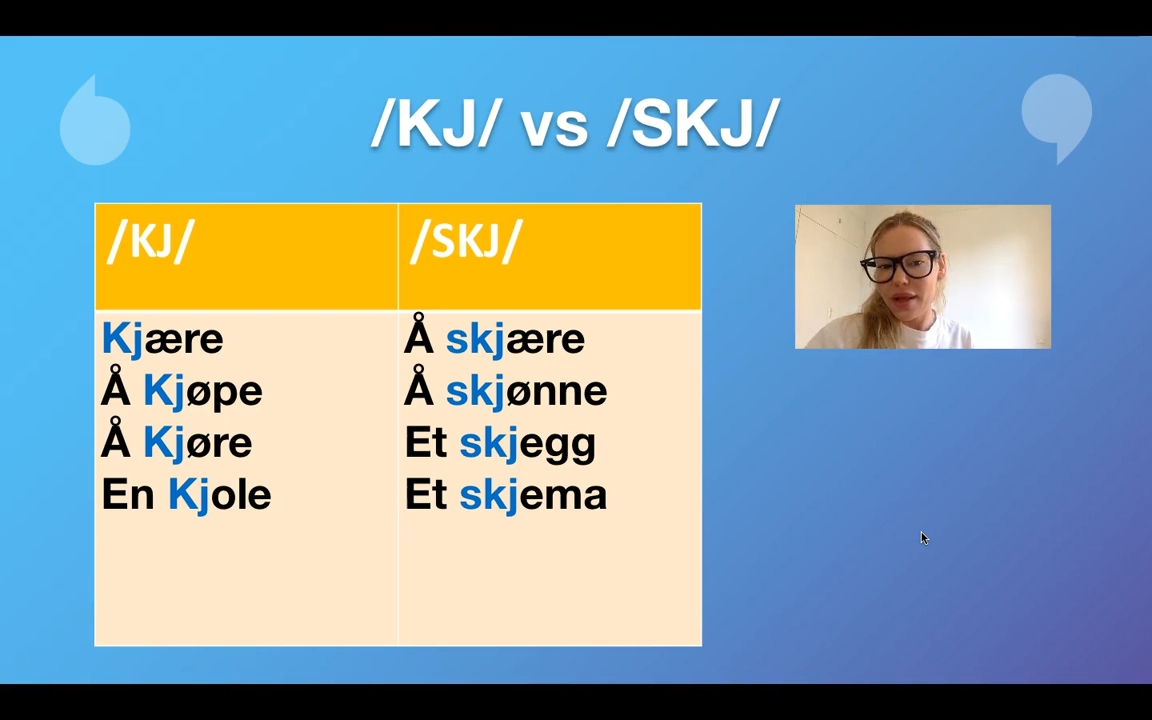 /KJ/ vs /SKJ/
/KJ/
/SKJ/
Kjære
Å Kjøpe
Å Kjøre
En Kjole
Å skjære
Å skjønne
Et skjegg
Et skjema